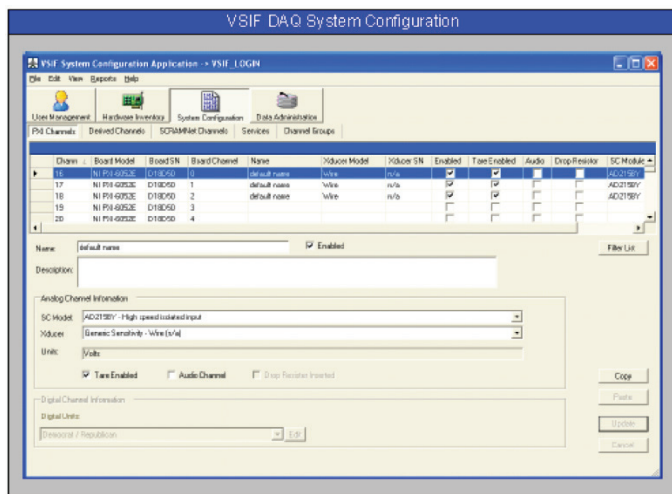 VSIF DAQ System Configuration
VSIF System Configuration Application -> VSIF_LOGIN
File Edit View Reports Help
User Management Hardware Inventory System Configuration Data Administration
PXI Channels Derived Channels SCRAMNet Channels Services Channel Groups
Chann Board Model Board SN Board Channel Name Xducer Model Xducer SN Enabled Tare Enabled Audio Drop Resistor SC Module
16 NI PXI-6052E D18D50 0 default name Wire n/a AD215BY
17 NI PXI-6052E D18D50 1 default name Wire n/a AD215BY
18 NI PXI-6052E D18D50 2 default name Wire n/a AD215BY
19 NI PXI-6052E D18D50 3
20 NI PXI-6052E D18D50 4
Name: default name Enabled Filter List
Description:
Analog Channel Information
SC Model: AD215BY - High speed isolated input
Xducer: Generic Sensitivity - Wire (n/a)
Units: Volts
Tare Enabled Audio Channel Drop Resistor Inserted
Copy
Digital Channel Information
Paste
Digital Units:
Update
Democrat / Republican Edit
Cancel